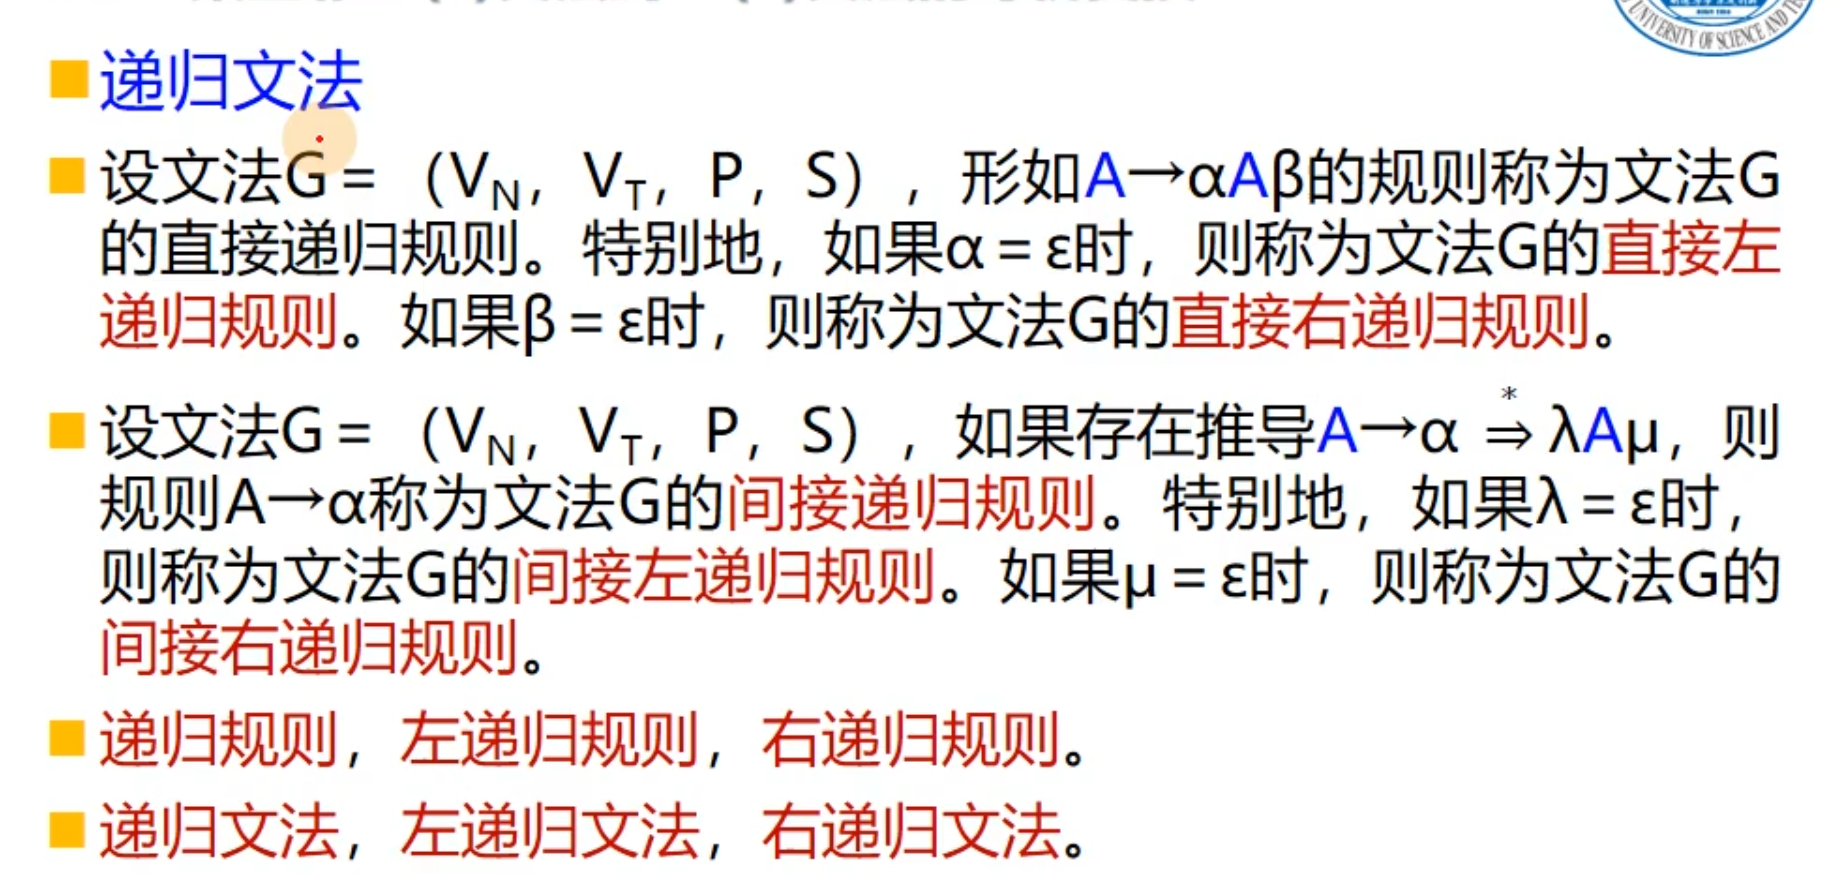 UNIVERSITY OF SCIENCE AND
递归文法
设文法G=（V_N，V_T，P，S），形如A→αAβ的规则称为文法G
的直接递归规则。特别地，如果α=ε时，则称为文法G的直接左
递归规则。如果β=ε时，则称为文法G的直接右递归规则。
设文法G=（V_N，V_T，P，S），如果存在推导A→α ⇒* λAμ，则
规则A→α称为文法G的间接递归规则。特别地，如果λ=ε时，
则称为文法G的间接左递归规则。如果μ=ε时，则称为文法G的
间接右递归规则。
递归规则，左递归规则，右递归规则。
递归文法，左递归文法，右递归文法。